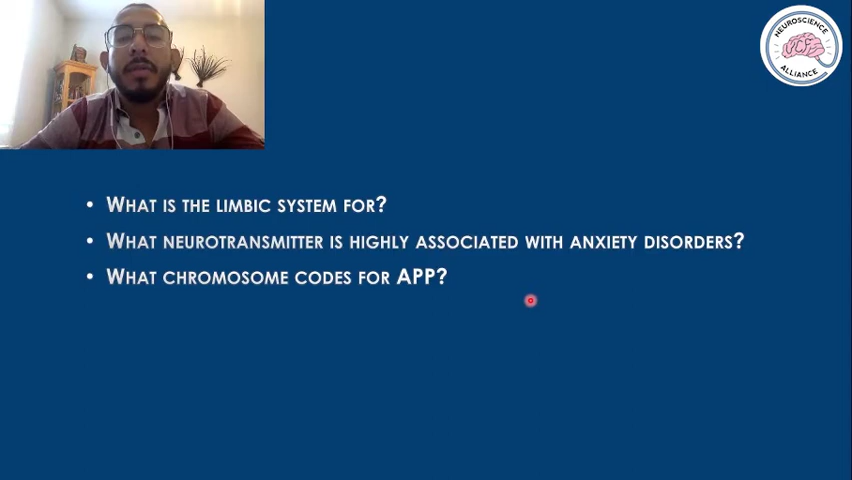 NEUROSCIENCE
UCF
ALLIANCE
• What is the limbic system for?
• What neurotransmitter is highly associated with anxiety disorders?
• What chromosome codes for APP?